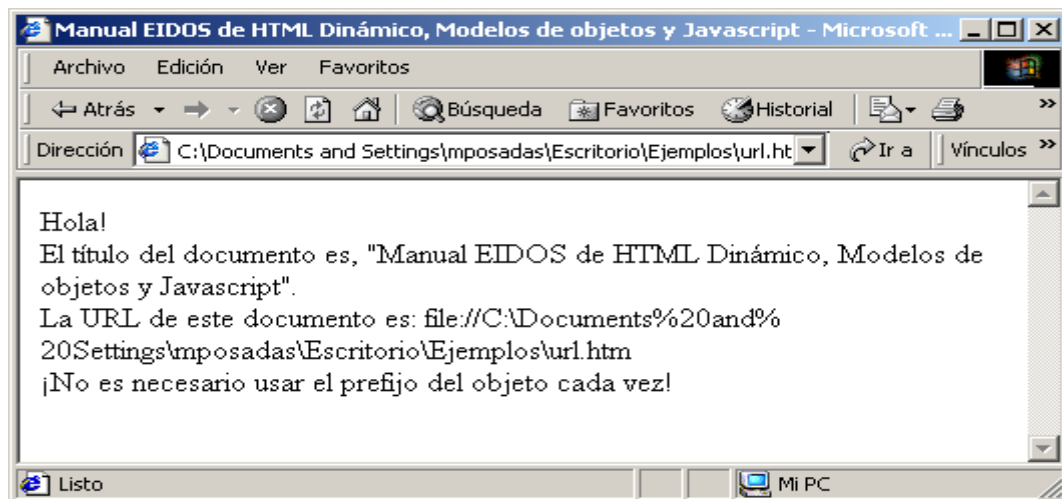 Manual EIDOS de HTML Dinámico, Modelos de objetos y Javascript - Microsoft ...
Archivo Edición Ver Favoritos
Atrás Búsqueda Favoritos Historial »
Dirección C:\Documents and Settings\mposadas\Escritorio\Ejemplos\url.ht Ir a Vínculos »
Hola!
El título del documento es, "Manual EIDOS de HTML Dinámico, Modelos de
objetos y Javascript".
La URL de este documento es: file://C:\Documents%20and%
20Settings\mposadas\Escritorio\Ejemplos\url.htm
¡No es necesario usar el prefijo del objeto cada vez!
Listo Mi PC